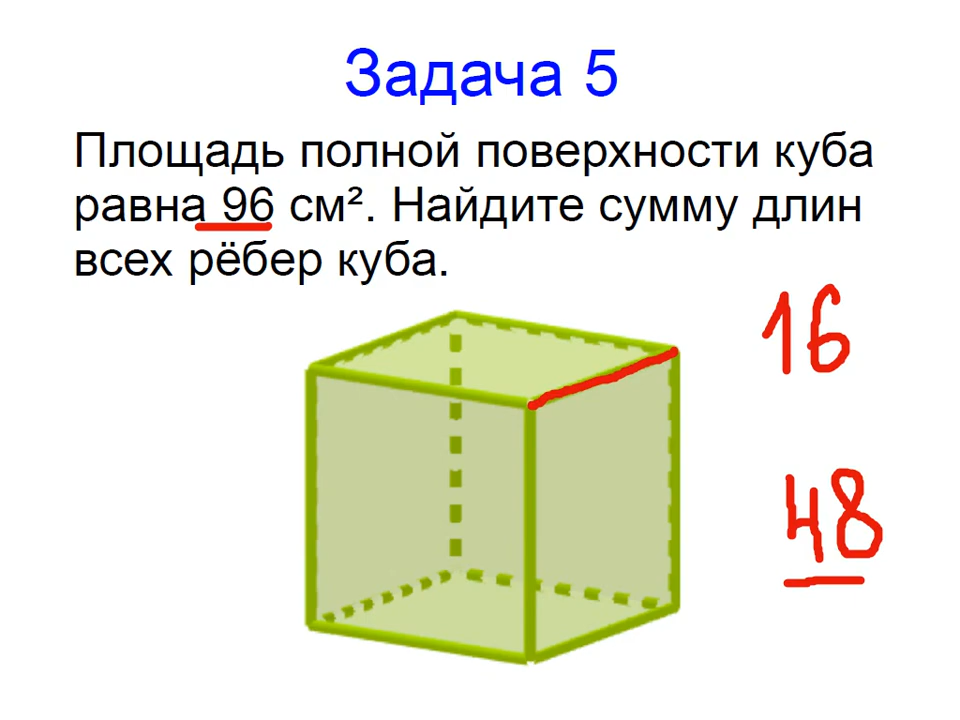 Задача 5
Площадь полной поверхности куба
равна 96 см². Найдите сумму длин
всех рёбер куба.
16
48